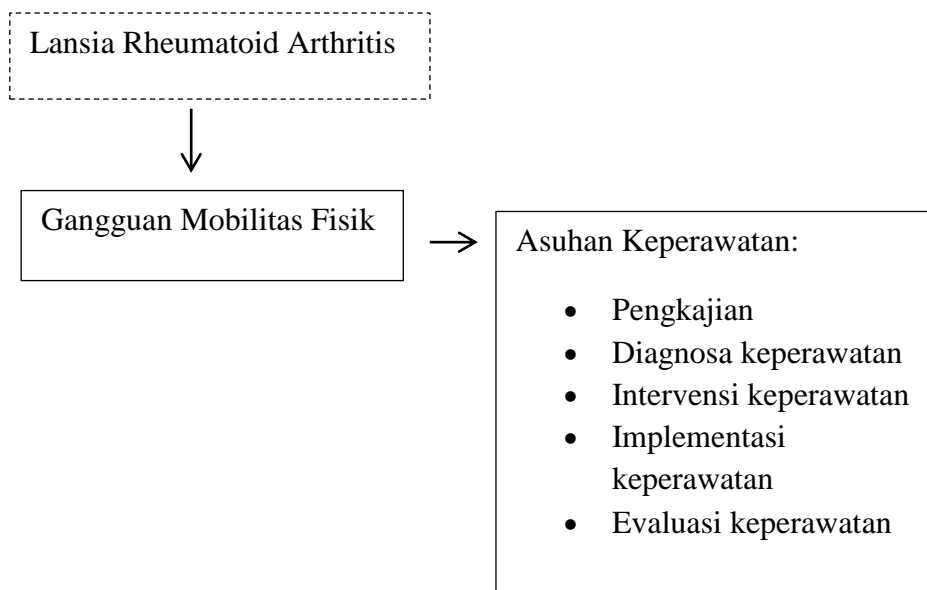 Lansia Rheumatoid Arthritis
Gangguan Mobilitas Fisik
Asuhan Keperawatan:
• Pengkajian
• Diagnosa keperawatan
• Intervensi keperawatan
• Implementasi
keperawatan
• Evaluasi keperawatan